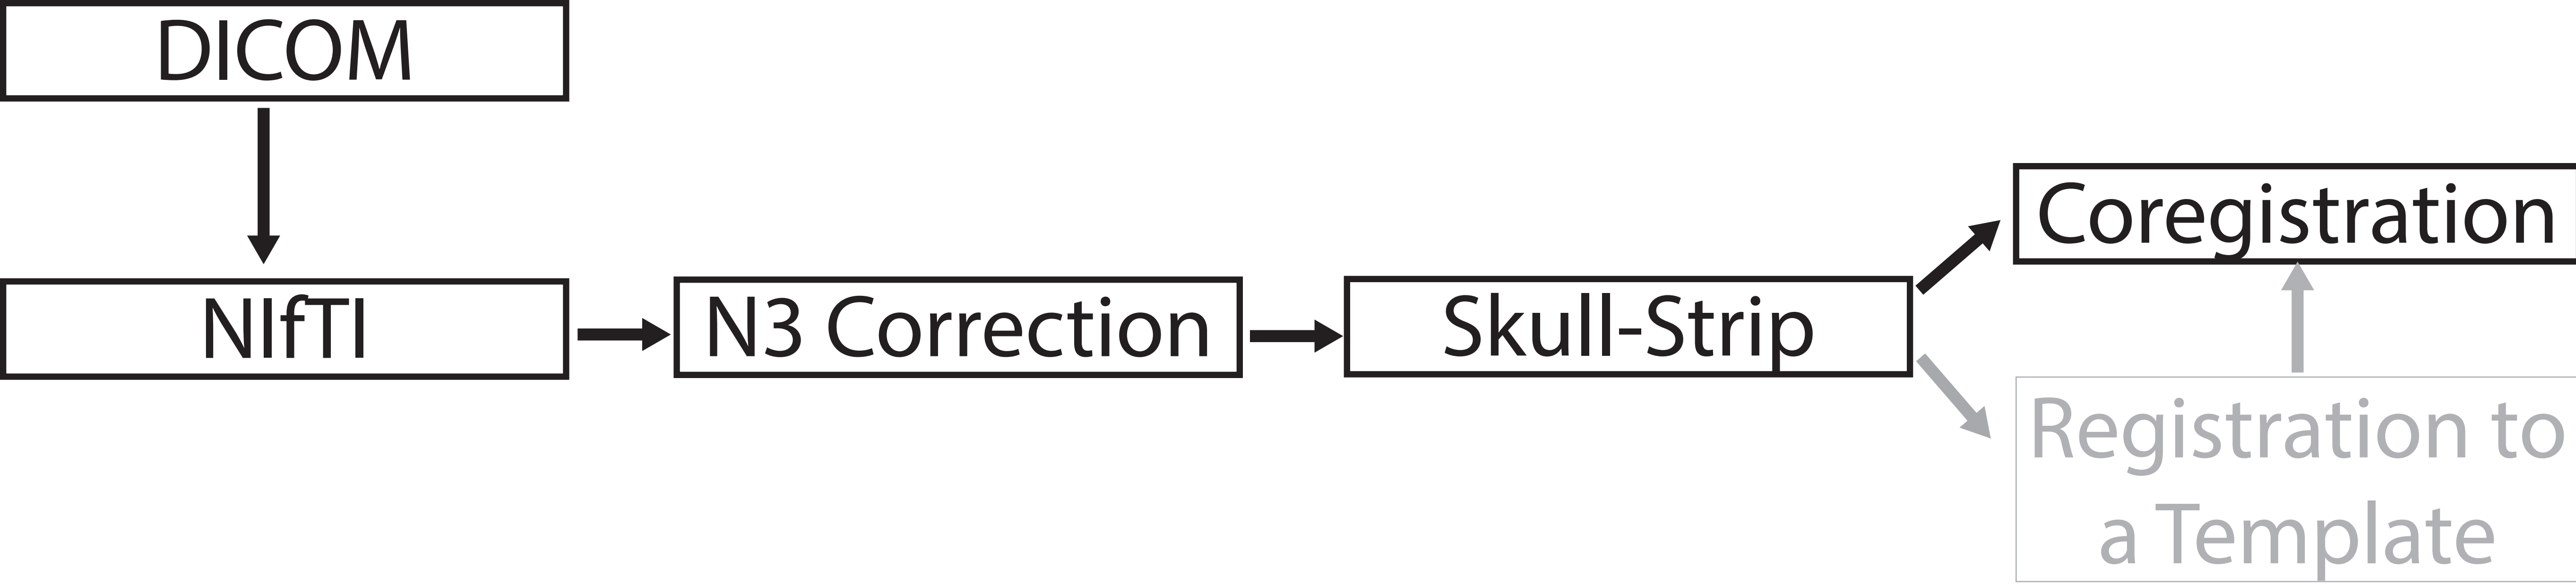 DICOM
NIfTI
N3 Correction
Skull-Strip
Coregistration
Registration to
a Template